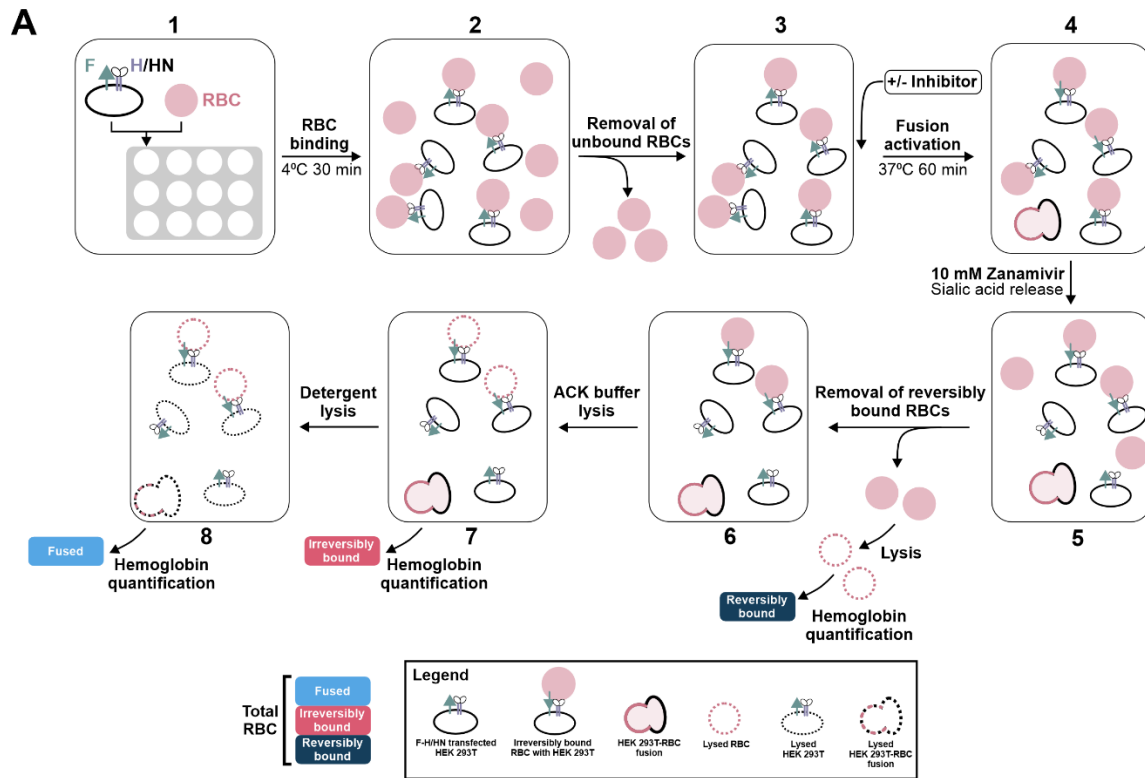 A
1
F
H/HN
RBC
RBC
binding
4ºC 30 min
2
Removal of
unbound RBCs
3
+/- Inhibitor
Fusion
activation
37ºC 60 min
4
10 mM Zanamivir
Sialic acid release
5
Removal of reversibly
bound RBCs
Lysis
Hemoglobin
quantification
Reversibly
bound
6
ACK buffer
lysis
7
Irreversibly
bound
Hemoglobin
quantification
Detergent
lysis
8
Fused
Hemoglobin
quantification
Total
RBC
Fused
Irreversibly
bound
Reversibly
bound
Legend
F-H/HN transfected
HEK 293T
Irreversibly bound
RBC with HEK 293T
HEK 293T-RBC
fusion
Lysed RBC
Lysed
HEK 293T
Lysed
HEK 293T-RBC
fusion